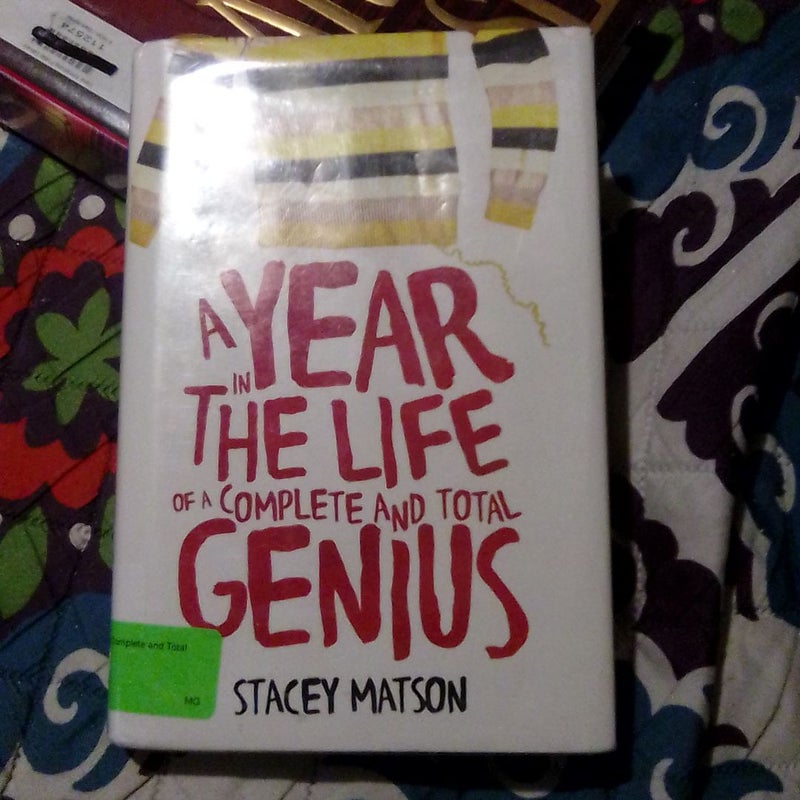 A YEAR
IN
THE LIFE
OF A COMPLETE AND TOTAL
GENIUS
STACEY MATSON
Complete and Total
MG